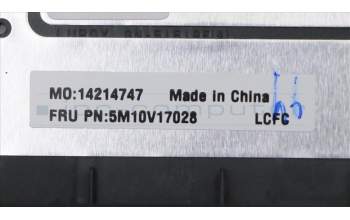 MO:14214747 Made in China
FRU PN:5M10V17028 LCFC